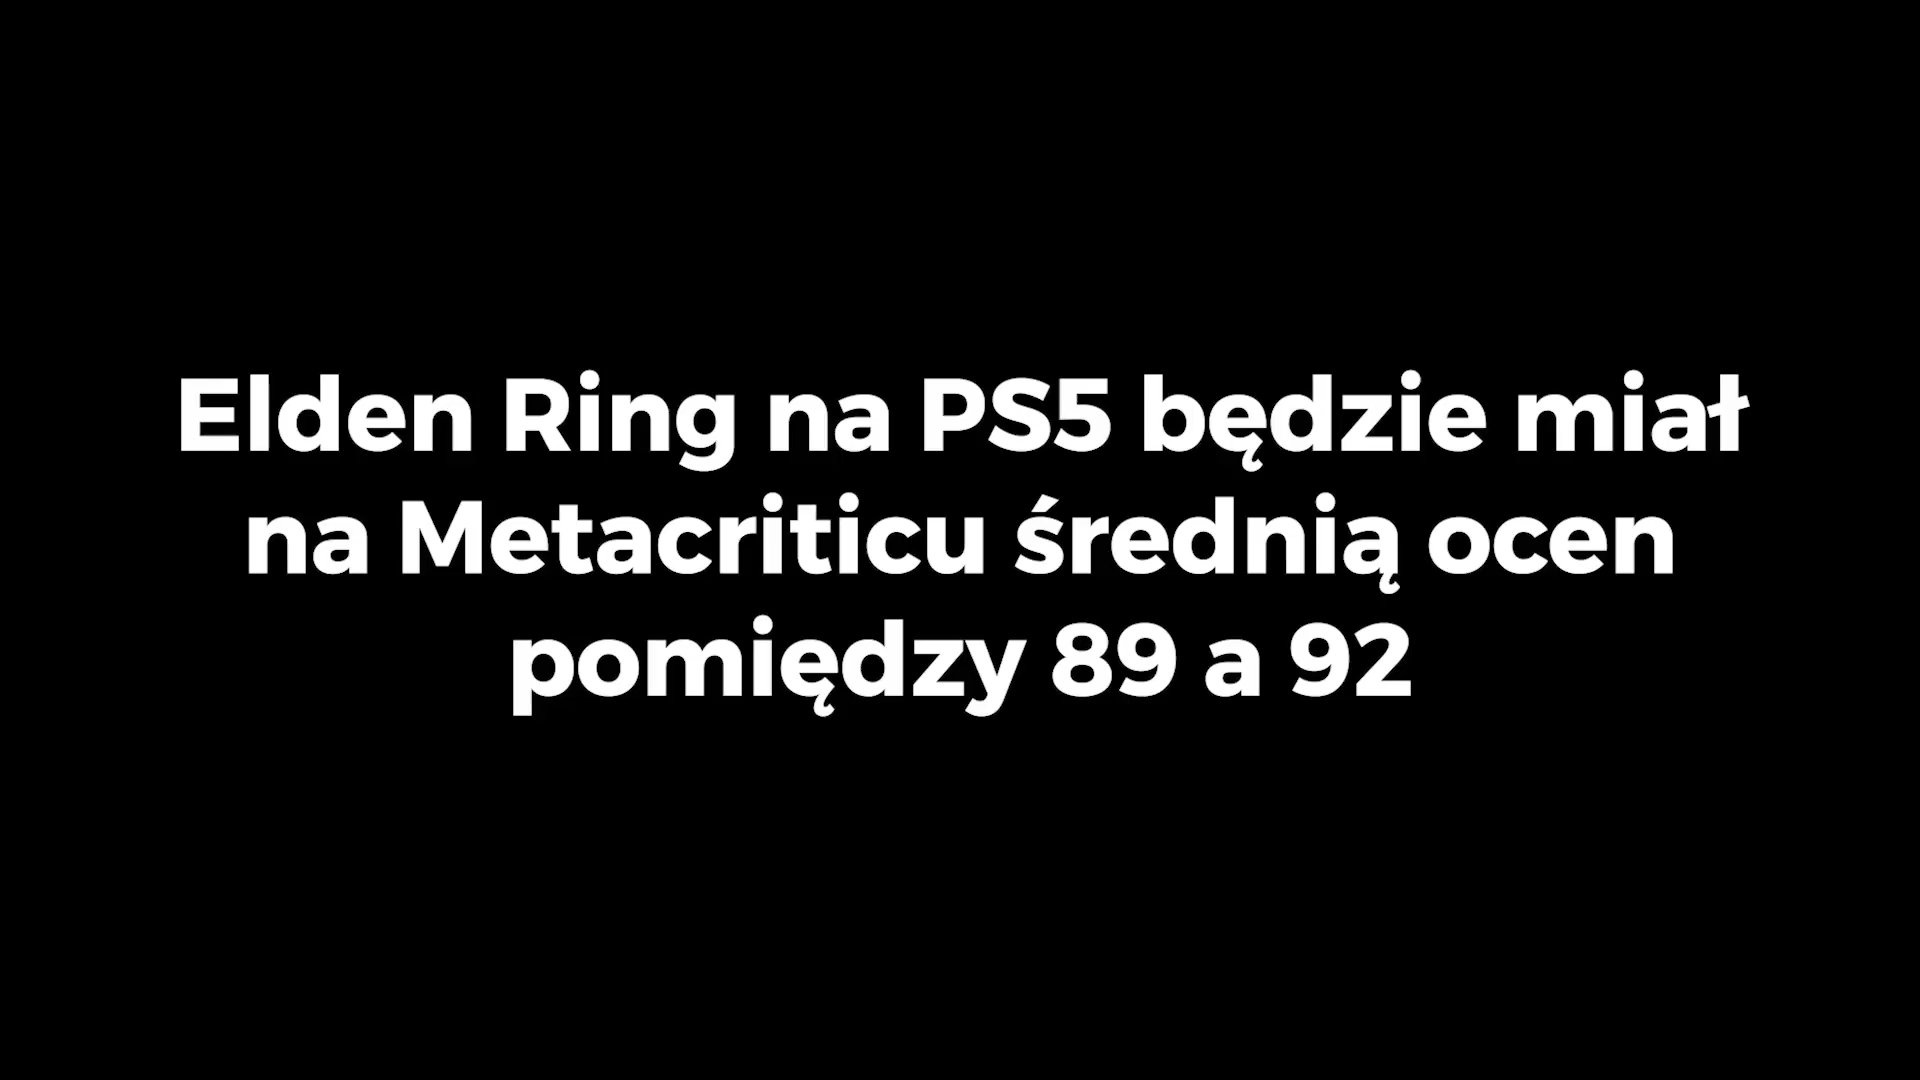 Elden Ring na PS5 będzie miał
na Metacriticu średnią ocen
pomiędzy 89 a 92